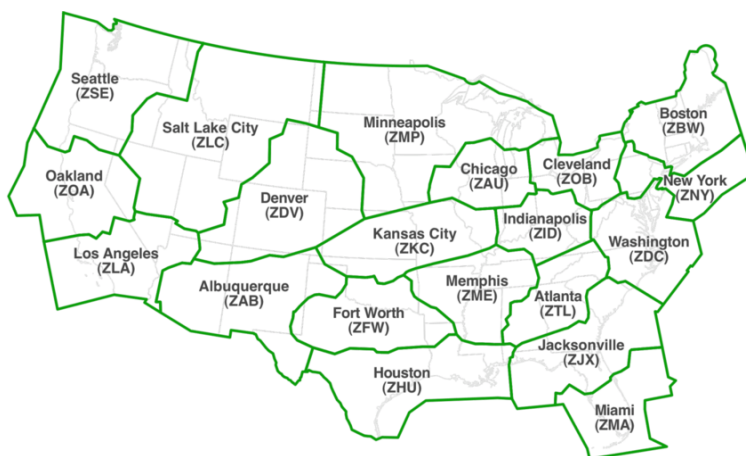 Seattle
(ZSE)
Salt Lake City
(ZLC)
Minneapolis
(ZMP)
Boston
(ZBW)
Oakland
(ZOA)
Denver
(ZDV)
Chicago
(ZAU)
Cleveland
(ZOB)
New York
(ZNY)
Los Angeles
(ZLA)
Kansas City
(ZKC)
Indianapolis
(ZID)
Washington
(ZDC)
Albuquerque
(ZAB)
Memphis
(ZME)
Atlanta
(ZTL)
Fort Worth
(ZFW)
Jacksonville
(ZJX)
Houston
(ZHU)
Miami
(ZMA)